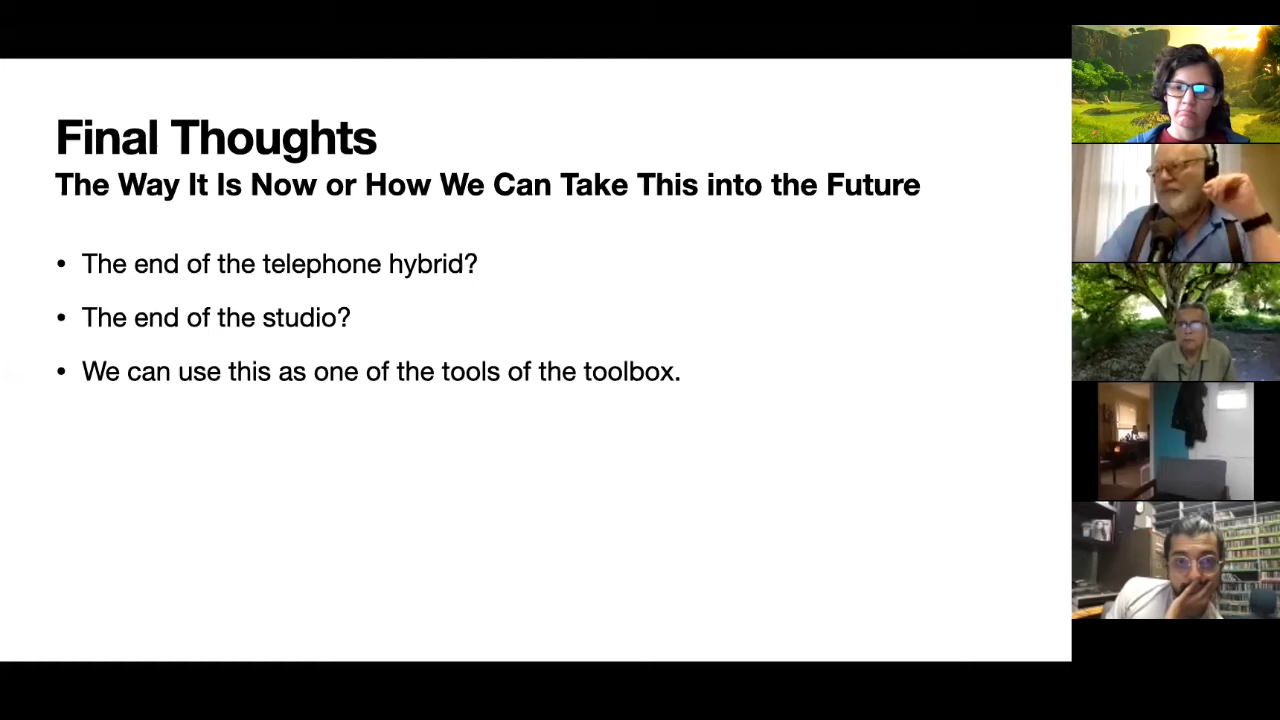 Final Thoughts
The Way It Is Now or How We Can Take This into the Future
• The end of the telephone hybrid?
• The end of the studio?
• We can use this as one of the tools of the toolbox.